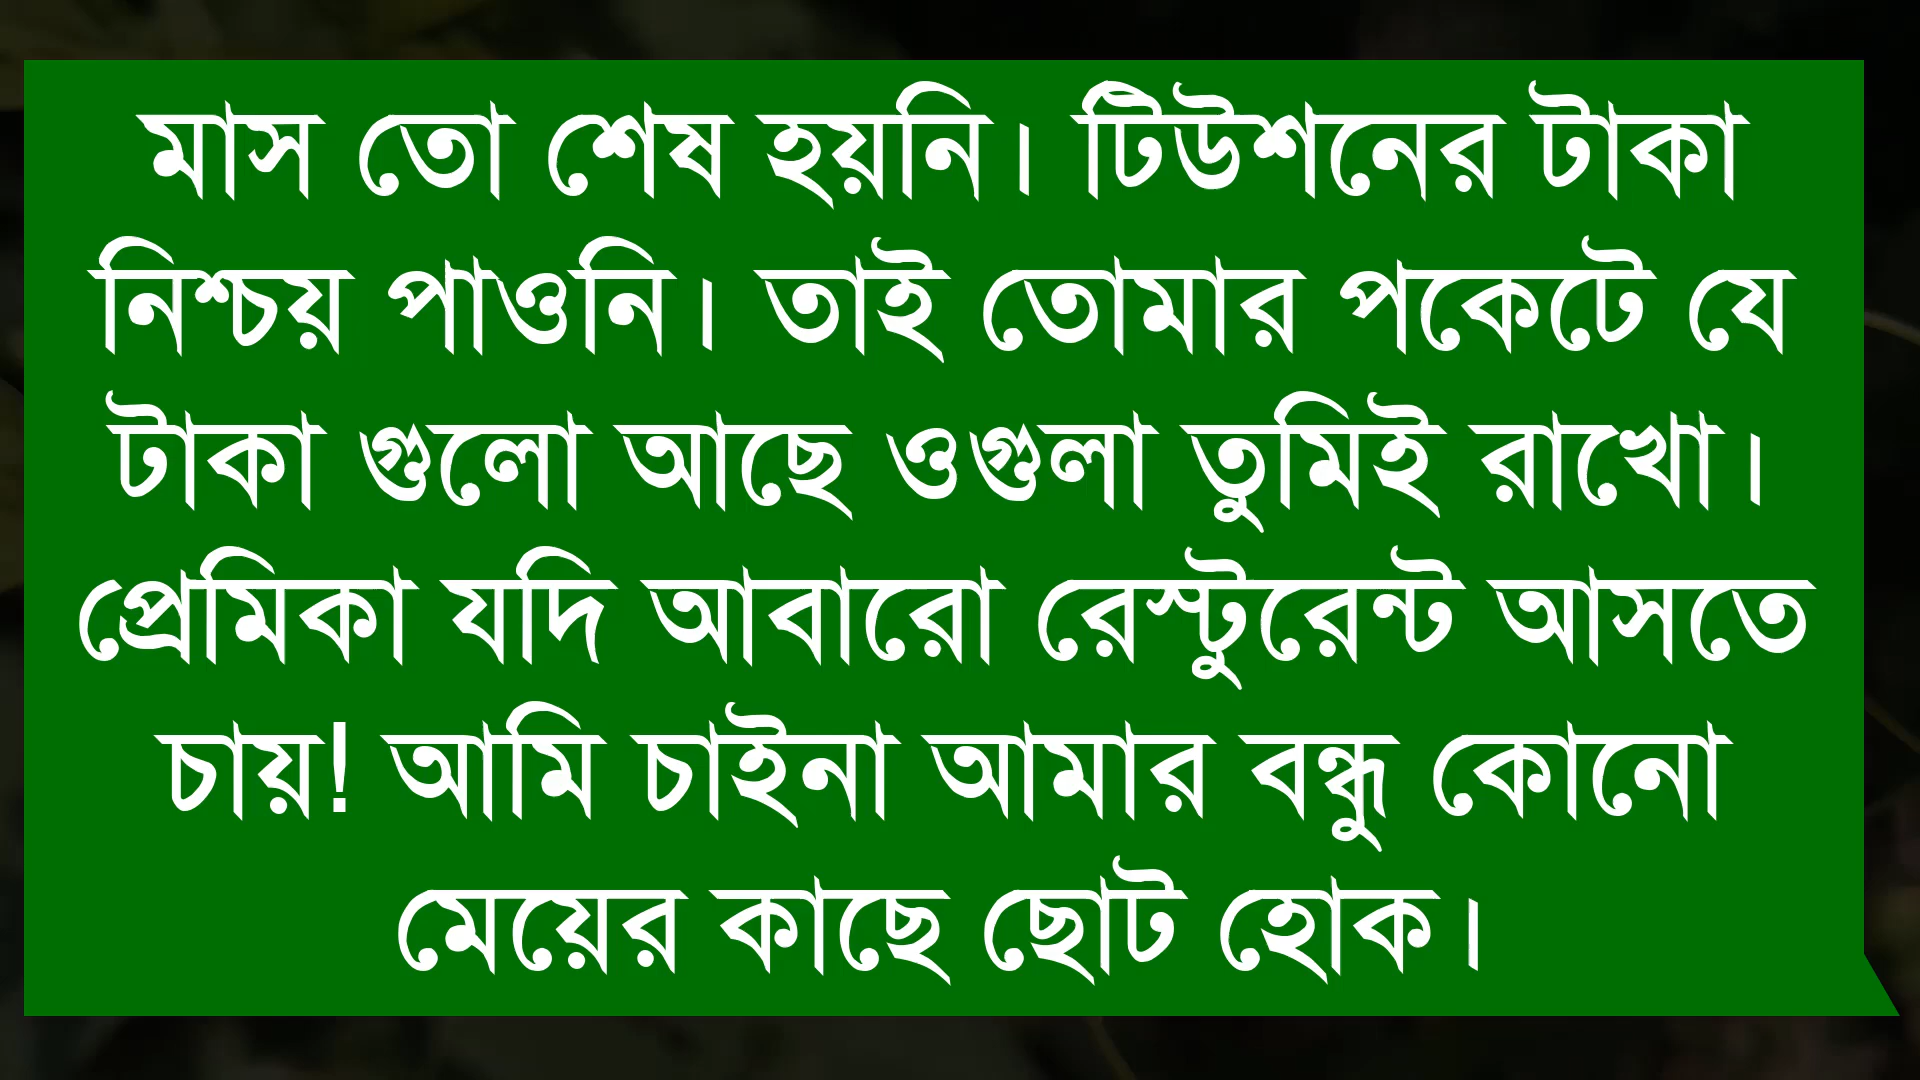 মাস তো শেষ হয়নি। টিউশনের টাকা
নিশ্চয় পাওনি। তাই তোমার পকেটে যে
টাকা গুলো আছে ওগুলা তুমিই রাখো।
প্রেমিকা যদি আবারো রেস্টুরেন্ট আসতে
চায়! আমি চাইনা আমার বন্ধু কোনো
মেয়ের কাছে ছোট হোক।